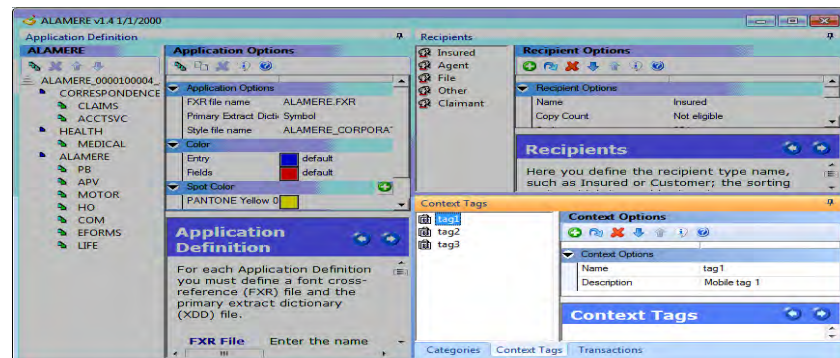 ALAMERE v1.4 1/1/2000
Application Definition
ALAMERE
ALAMERE_0000100004_
CORRESPONDENCE
CLAIMS
ACCTSVC
HEALTH
MEDICAL
ALAMERE
PB
APV
MOTOR
HO
COM
EFORMS
LIFE
Application Options
Application Options
FXR file name ALAMERE.FXR
Primary Extract Dicti Symbol
Style file name ALAMERE_CORPORA
Color
Entry default
Fields default
Spot Color
PANTONE Yellow 0
Application
Definition
For each Application Definition
you must define a font cross-
reference (FXR) file and the
primary extract dictionary
(XDD) file.
FXR File Enter the name
Recipients
Insured
Agent
File
Other
Claimant
Recipient Options
Recipient Options
Name Insured
Copy Count Not eligible
Recipients
Here you define the recipient type name,
such as Insured or Customer; the sorting
Context Tags
tag1
tag2
tag3
Context Options
Context Options
Name tag1
Description Mobile tag 1
Context Tags
Categories Context Tags Transactions